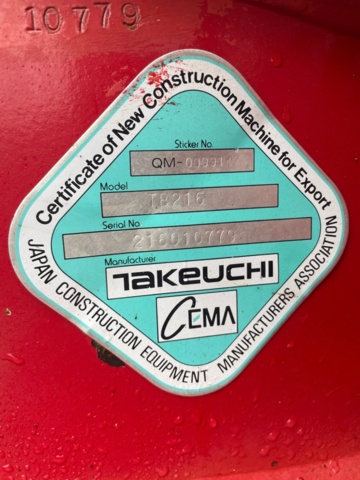 10779
Certificate of New Construction Machine for Export
Sticker No.
QM-
Model
TB216
Serial No
216010779
Manufacturer
TAKEUCHI
CEMA
JAPAN CONSTRUCTION EQUIPMENT MANUFACTURERS ASSOCIATION